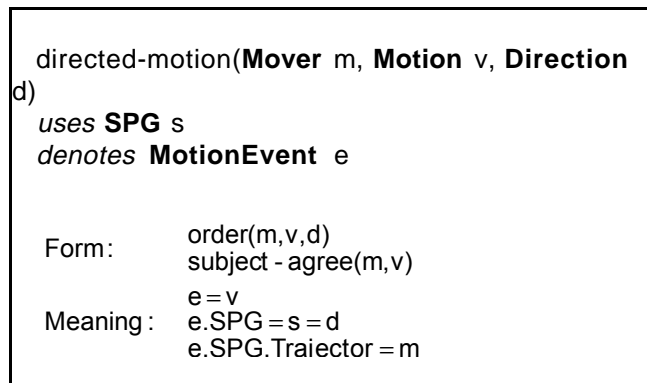 directed-motion(Mover m, Motion v, Direction
d)
uses SPG s
denotes MotionEvent e
Form: order(m,v,d)
subject - agree(m,v)
e = v
Meaning : e.SPG = s = d
e.SPG.Traiector = m